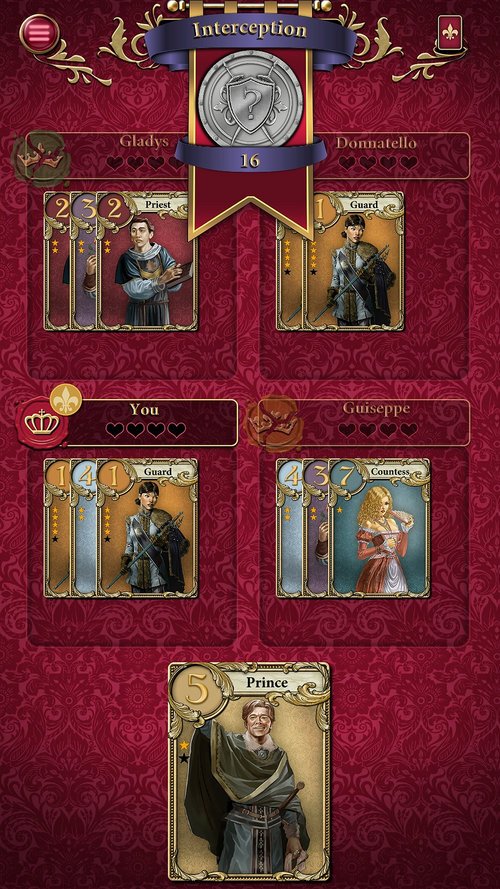 Interception
?
16
Gladys
Donnatello
2 3 2 Priest
1 Guard
You
Guiseppe
1 4 1 Guard
4 3 7 Countess
5 Prince